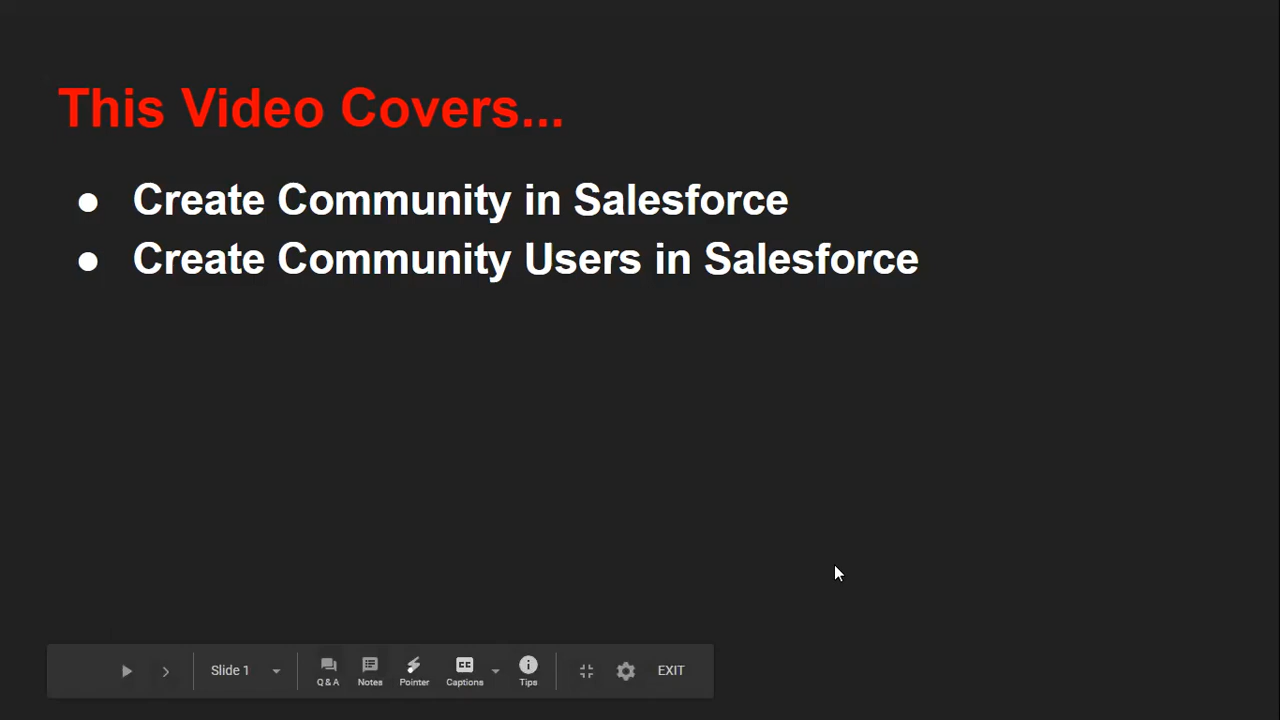 This Video Covers...
● Create Community in Salesforce
● Create Community Users in Salesforce
Slide 1 Q & A Notes Pointer CC Captions Tips EXIT